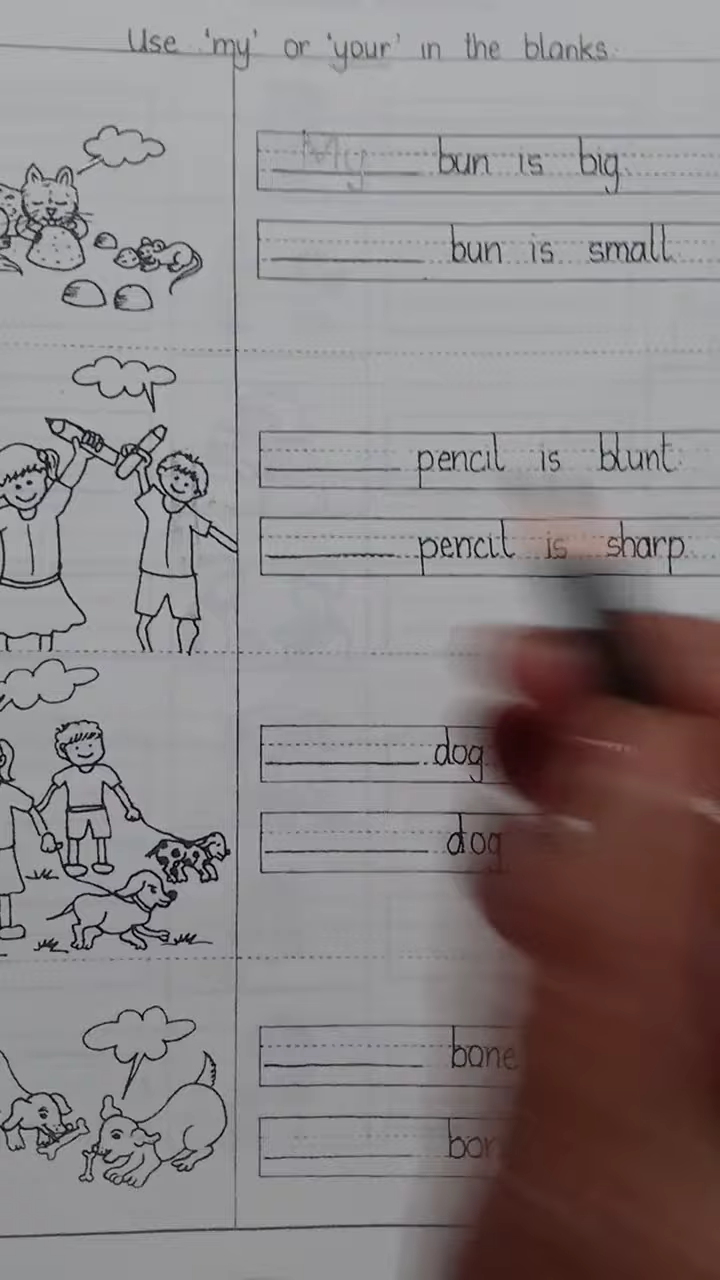 Use 'my' or 'your' in the blanks.
My bun is big.
bun is small.
pencil is blunt.
pencil is sharp.
dog
dog
bone